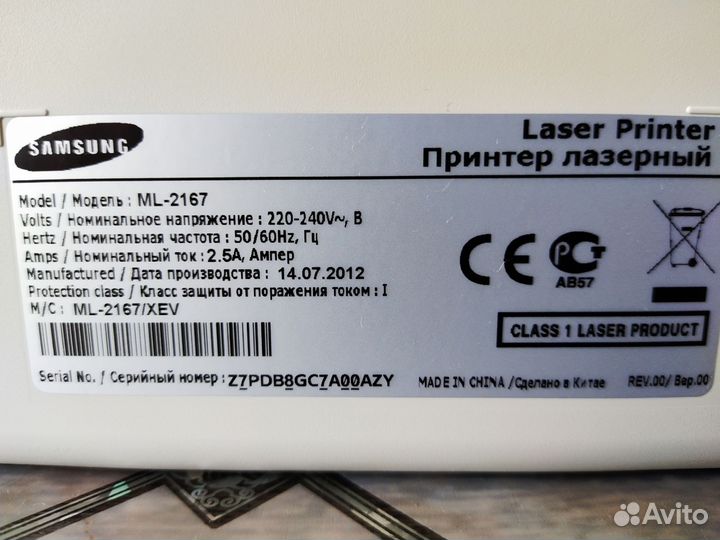 SAMSUNG
Laser Printer
Принтер лазерный
Model / Модель : ML-2167
Volts / Номинальное напряжение : 220-240V~, В
Hertz / Номинальная частота : 50/60Hz, Гц
Amps / Номинальный ток : 2.5A, Ампер
Manufactured / Дата производства : 14.07.2012
Protection class / Класс защиты от поражения током : I
M/C : ML-2167/XEV
CE
РСТ
АВ57
CLASS 1 LASER PRODUCT
Serial No. / Серийный номер : Z7PDB8GC7A00AZY
MADE IN CHINA /Сделано в Китае
REV.00/ Вер.00
Avito